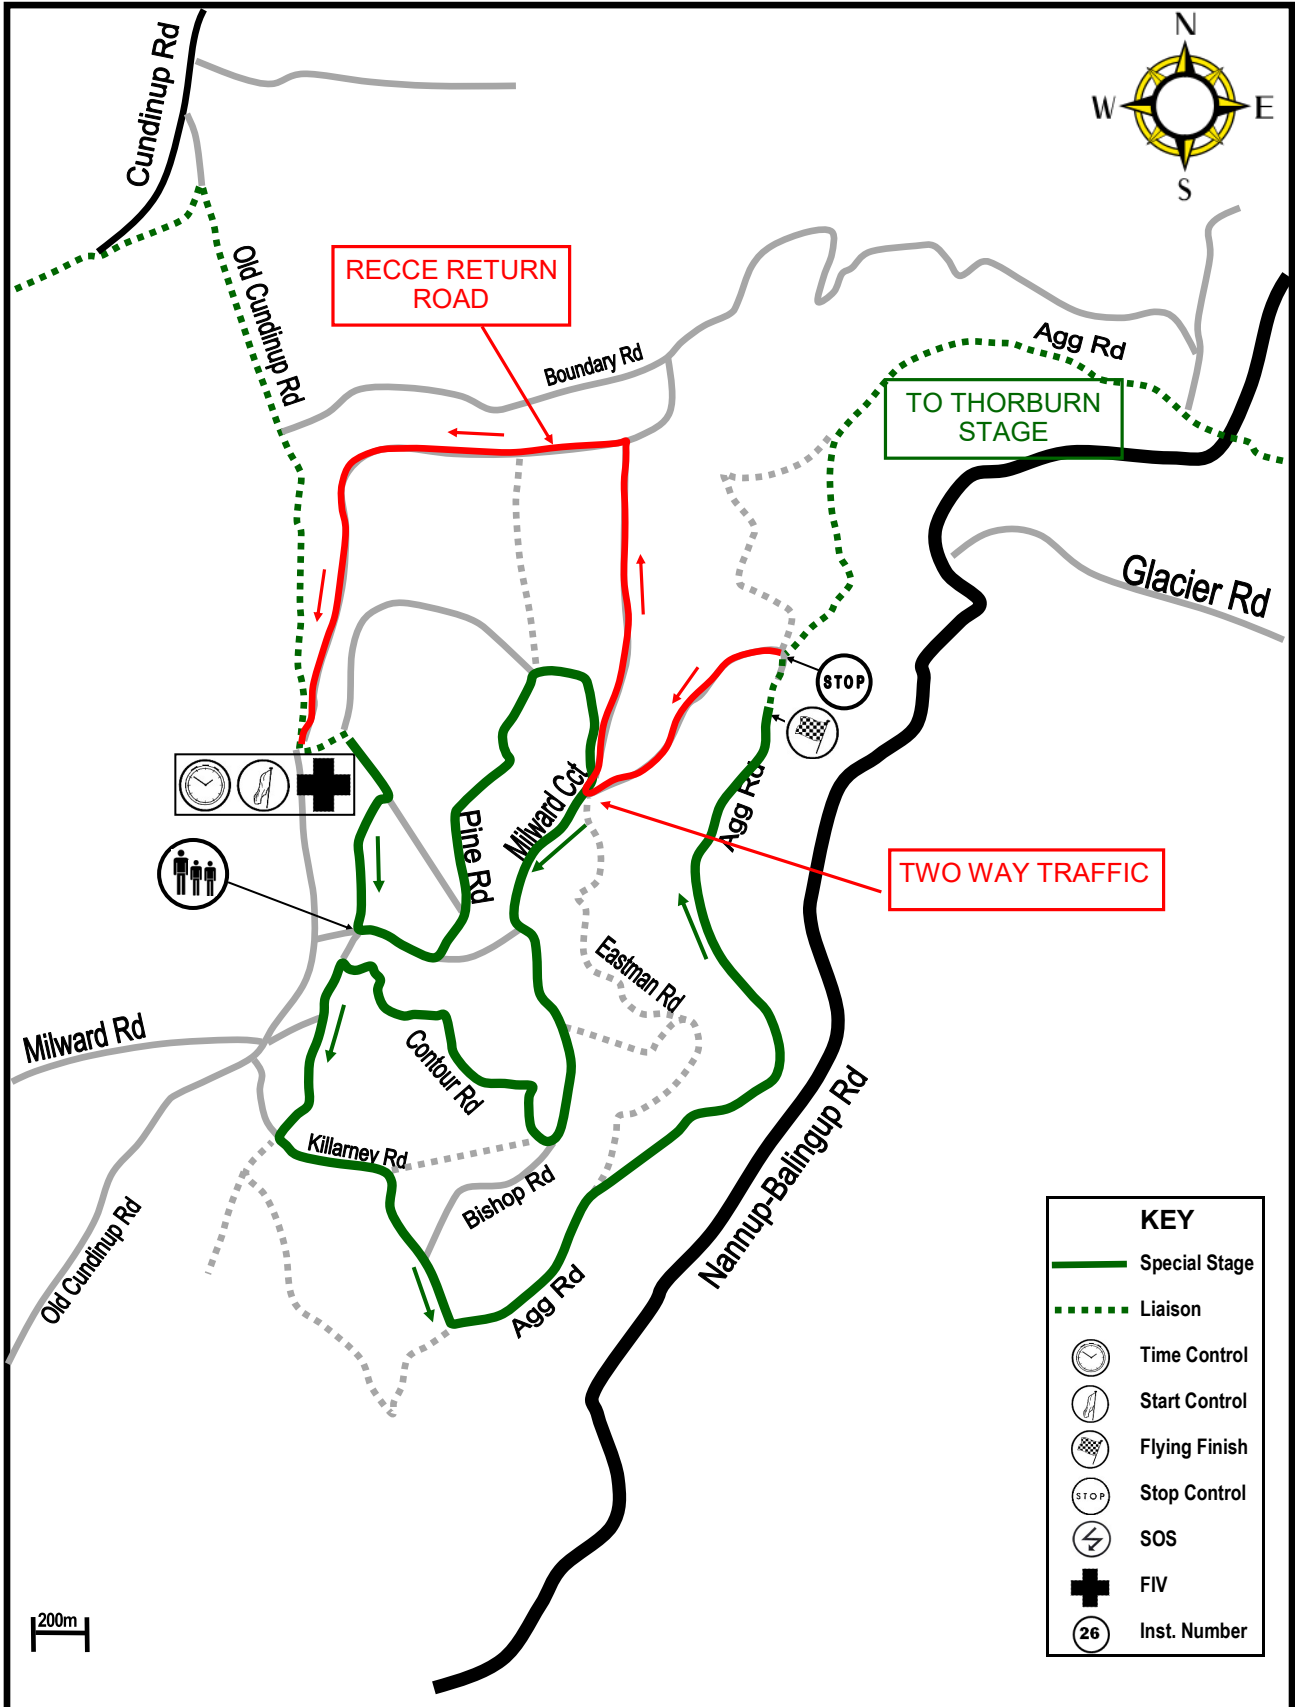 N
W
E
S
Cundinup Rd
Old Cundinup Rd
RECCE RETURN
ROAD
Boundary Rd
Agg Rd
TO THORBURN
STAGE
Glacier Rd
STOP
Milward Cct
Agg Rd
Pine Rd
TWO WAY TRAFFIC
Eastman Rd
Milward Rd
Contour Rd
Killarney Rd
Bishop Rd
Nannup-Balingup Rd
Old Cundinup Rd
Agg Rd
KEY
Special Stage
Liaison
Time Control
Start Control
Flying Finish
STOP
Stop Control
SOS
FIV
26
Inst. Number
200m